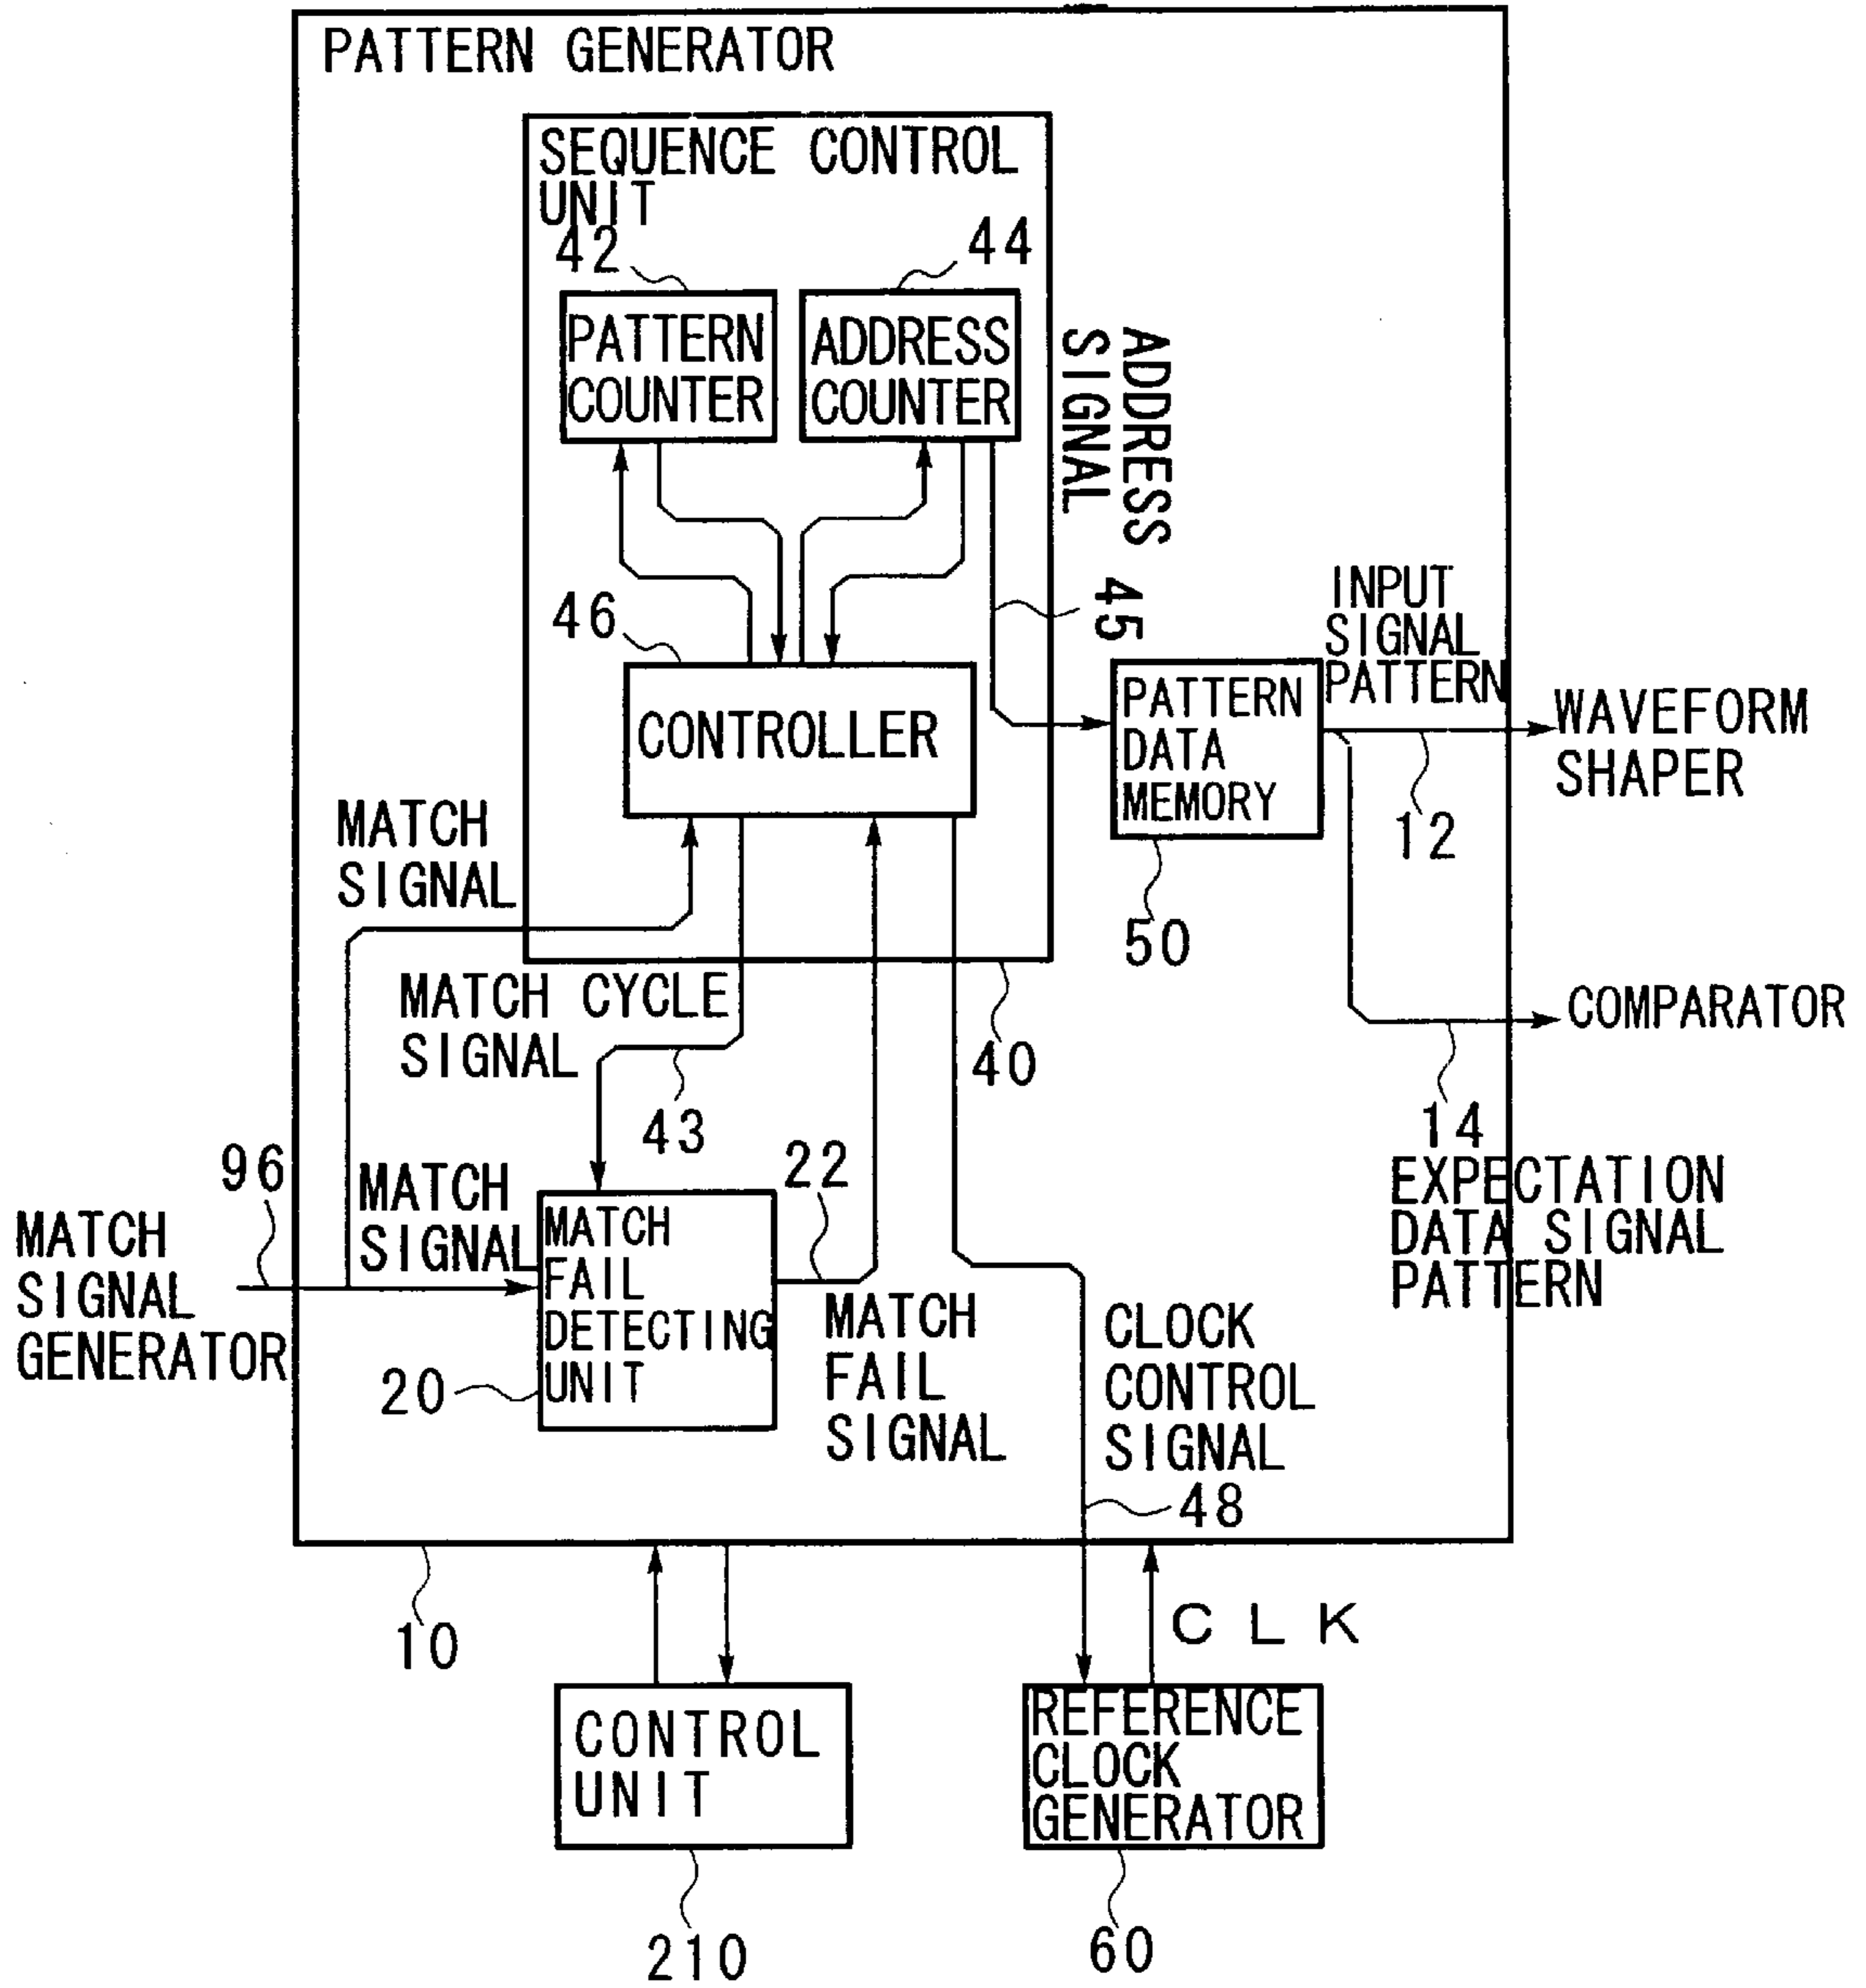 PATTERN GENERATOR
SEQUENCE CONTROL
UNIT
42
44
PATTERN
COUNTER
ADDRESS
COUNTER
ADDRESS
SIGNAL
45
46
CONTROLLER
INPUT
SIGNAL
PATTERN
PATTERN
DATA
MEMORY
WAVEFORM
SHAPER
12
50
MATCH
SIGNAL
MATCH CYCLE
SIGNAL
43
40
COMPARATOR
14
EXPECTATION
DATA SIGNAL
PATTERN
96
MATCH
SIGNAL
GENERATOR
MATCH
SIGNAL
MATCH
FAIL
DETECTING
UNIT
20
22
MATCH
FAIL
SIGNAL
CLOCK
CONTROL
SIGNAL
48
10
CLK
CONTROL
UNIT
REFERENCE
CLOCK
GENERATOR
210
60